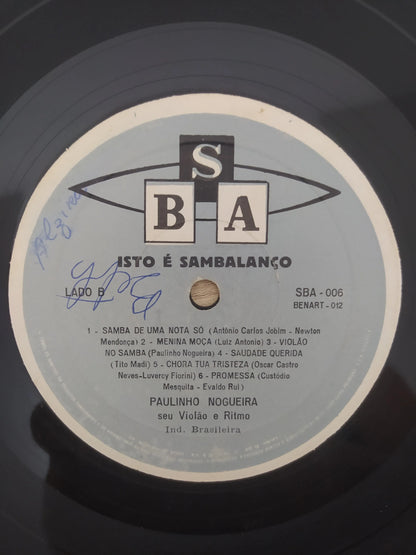 S
B A
ISTO É SAMBALANÇO
LADO B
SBA - 006
BENART - 012
1 - SAMBA DE UMA NOTA SÓ (Antônio Carlos Jobim - Newton
Mendonça) 2 - MENINA MOÇA (Luiz Antonio) 3 - VIOLÃO
NO SAMBA (Paulinho Nogueira) 4 - SAUDADE QUERIDA
(Tito Madi) 5 - CHORA TUA TRISTEZA (Oscar Castro
Neves-Luvercy Fiorini) 6 - PROMESSA (Custódio
Mesquita - Evaldo Rui)
PAULINHO NOGUEIRA
seu Violão e Ritmo
Ind. Brasileira